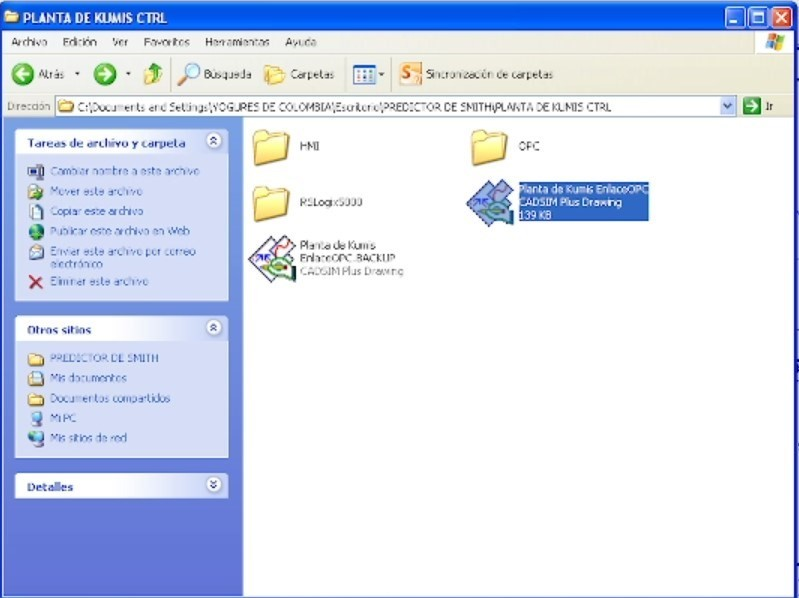 PLANTA DE KUMIS CTRL
Archivo Edición Ver Favoritos Herramientas Ayuda
Atrás Búsqueda Carpetas Sincronización de carpetas
Dirección C:\Documents and Settings\YOGURES DE COLOMBIA\Escritorio\PREDICTOR DE SMITH\PLANTA DE KUMIS CTRL Ir
Tareas de archivo y carpeta
Cambiar nombre a este archivo
Mover este archivo
Copiar este archivo
Publicar este archivo en Web
Enviar este archivo por correo
electrónico
Eliminar este archivo
Otros sitios
PREDICTOR DE SMITH
Mis documentos
Documentos compartidos
Mi PC
Mis sitios de red
Detalles
HMI
OPC
RSLogix5000
Planta de Kumis EnlaceOPC
CADSIM Plus Drawing
139 KB
Planta de Kumis
EnlaceOPC.BACKUP
CADSIM Plus Drawing